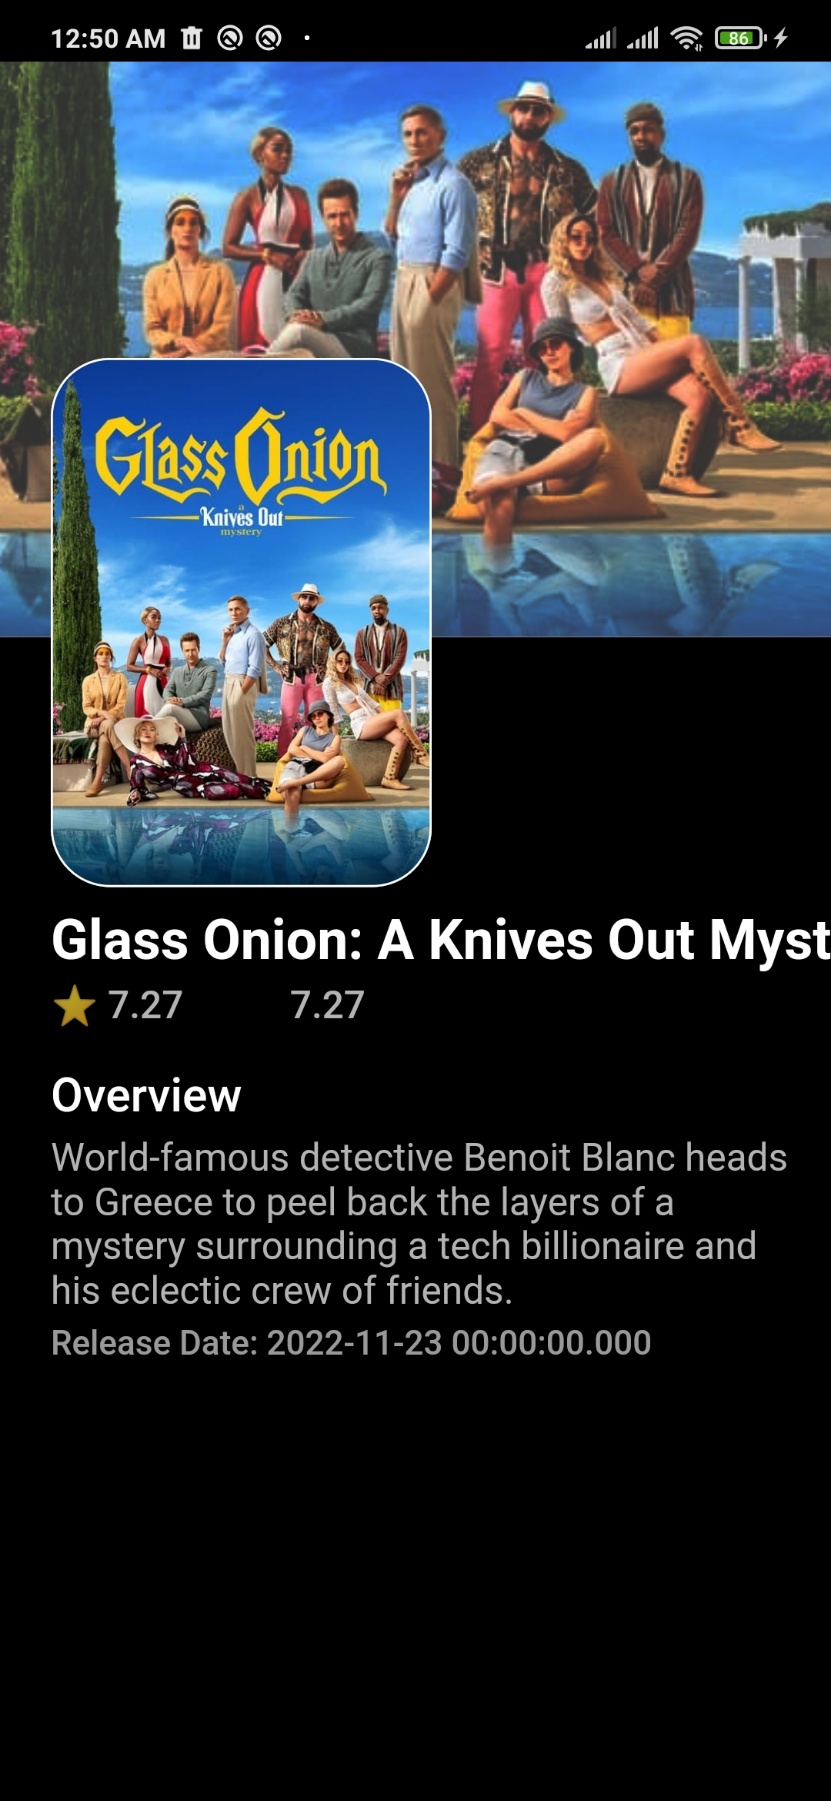 12:50 AM
86
Glass Onion
a
Knives Out
mystery
Glass Onion: A Knives Out Myst
7.27 7.27
Overview
World-famous detective Benoit Blanc heads
to Greece to peel back the layers of a
mystery surrounding a tech billionaire and
his eclectic crew of friends.
Release Date: 2022-11-23 00:00:00.000